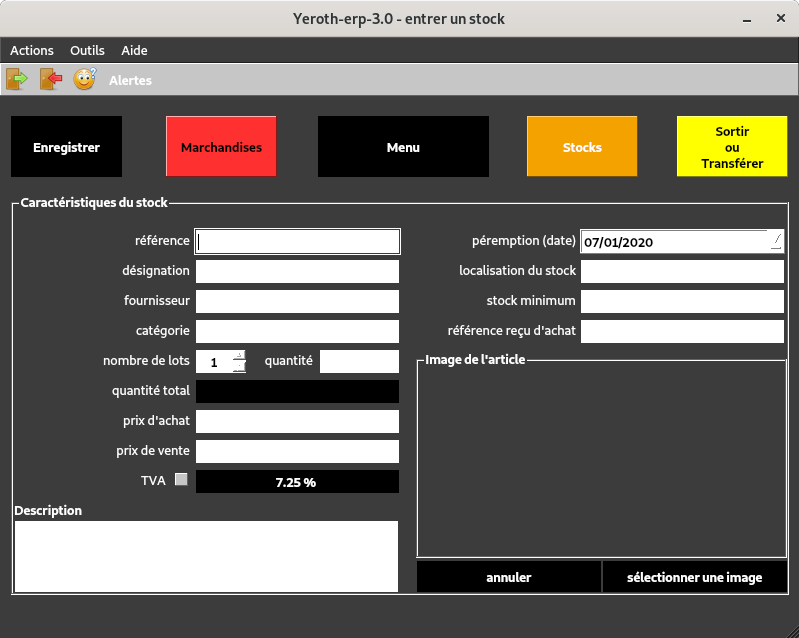 Yeroth-erp-3.0 - entrer un stock
Actions Outils Aide
Alertes
Enregistrer
Marchandises
Menu
Stocks
Sortir
ou
Transférer
Caractéristiques du stock
référence
désignation
fournisseur
catégorie
nombre de lots 1 quantité
quantité total
prix d'achat
prix de vente
TVA 7.25 %
Description
péremption (date) 07/01/2020
localisation du stock
stock minimum
référence reçu d'achat
Image de l'article
annuler
sélectionner une image